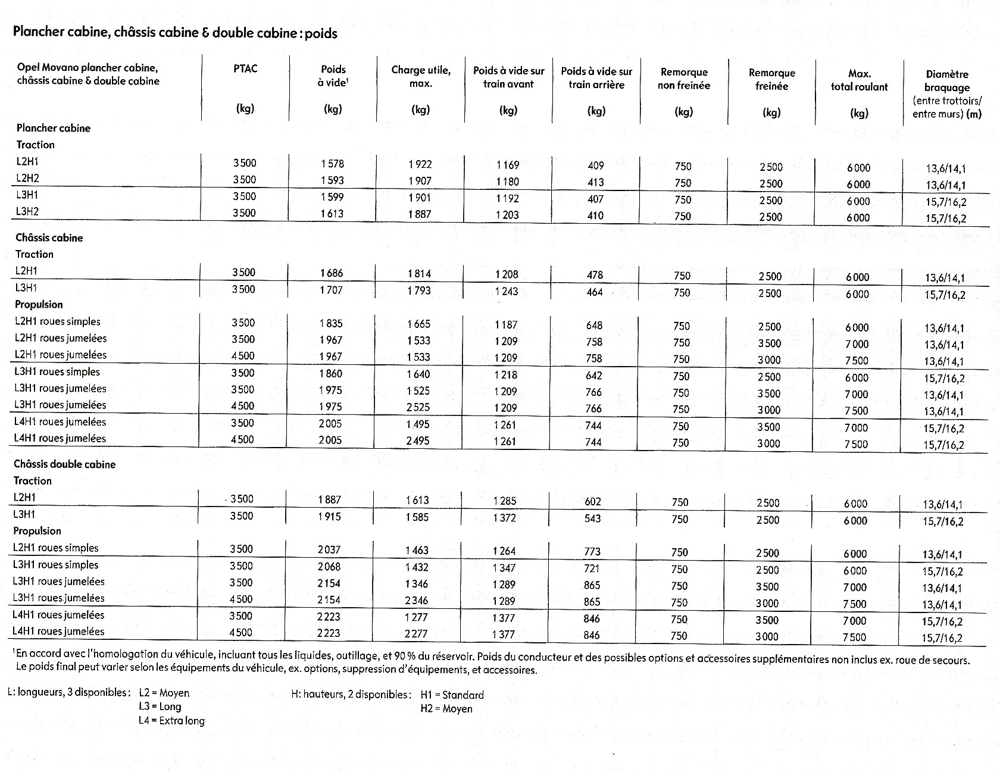 Plancher cabine, châssis cabine & double cabine : poids
Opel Movano plancher cabine, châssis cabine & double cabine | PTAC (kg) | Poids à vide¹ (kg) | Charge utile, max. (kg) | Poids à vide sur train avant (kg) | Poids à vide sur train arrière (kg) | Remorque non freinée (kg) | Remorque freinée (kg) | Max. total roulant (kg) | Diamètre braquage (entre trottoirs/ entre murs) (m)
Plancher cabine
Traction
L2H1 3500 1578 1922 1169 409 750 2500 6000 13,6/14,1
L2H2 3500 1593 1907 1180 413 750 2500 6000 13,6/14,1
L3H1 3500 1599 1901 1192 407 750 2500 6000 15,7/16,2
L3H2 3500 1613 1887 1203 410 750 2500 6000 15,7/16,2
Châssis cabine
Traction
L2H1 3500 1686 1814 1208 478 750 2500 6000 13,6/14,1
L3H1 3500 1707 1793 1243 464 750 2500 6000 15,7/16,2
Propulsion
L2H1 roues simples 3500 1835 1665 1187 648 750 2500 6000 13,6/14,1
L2H1 roues jumelées 3500 1967 1533 1209 758 750 3500 7000 13,6/14,1
L2H1 roues jumelées 4500 1967 1533 1209 758 750 3000 7500 13,6/14,1
L3H1 roues simples 3500 1860 1640 1218 642 750 2500 6000 15,7/16,2
L3H1 roues jumelées 3500 1975 1525 1209 766 750 3500 7000 13,6/14,1
L3H1 roues jumelées 4500 1975 2525 1209 766 750 3000 7500 13,6/14,1
L4H1 roues jumelées 3500 2005 1495 1261 744 750 3500 7000 15,7/16,2
L4H1 roues jumelées 4500 2005 2495 1261 744 750 3000 7500 15,7/16,2
Châssis double cabine
Traction
L2H1 3500 1887 1613 1285 602 750 2500 6000 13,6/14,1
L3H1 3500 1915 1585 1372 543 750 2500 6000 15,7/16,2
Propulsion
L2H1 roues simples 3500 2037 1463 1264 773 750 2500 6000 13,6/14,1
L3H1 roues simples 3500 2068 1432 1347 721 750 2500 6000 15,7/16,2
L3H1 roues jumelées 3500 2154 1346 1289 865 750 3500 7000 13,6/14,1
L3H1 roues jumelées 4500 2154 2346 1289 865 750 3000 7500 13,6/14,1
L4H1 roues jumelées 3500 2223 1277 1377 846 750 3500 7000 15,7/16,2
L4H1 roues jumelées 4500 2223 2277 1377 846 750 3000 7500 15,7/16,2
¹En accord avec l'homologation du véhicule, incluant tous les liquides, outillage, et 90 % du réservoir. Poids du conducteur et des possibles options et accessoires supplémentaires non inclus ex. roue de secours.
Le poids final peut varier selon les équipements du véhicule, ex. options, suppression d'équipements, et accessoires.
L: longueurs, 3 disponibles : L2 = Moyen H: hauteurs, 2 disponibles : H1 = Standard
L3 = Long H2 = Moyen
L4 = Extra long